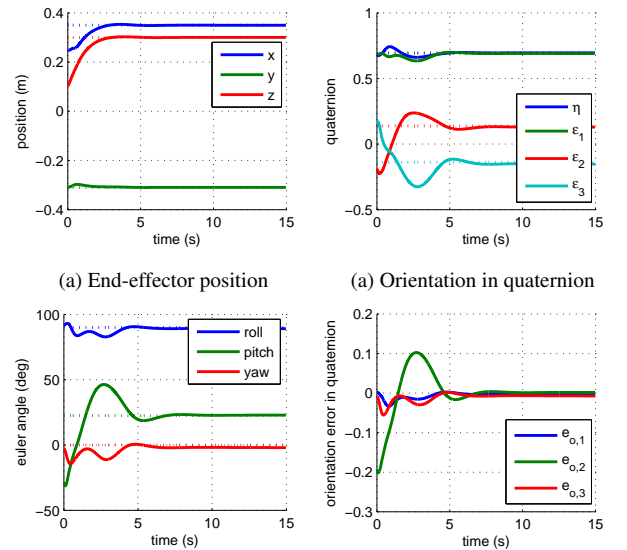 0.4
0.2
0
−0.2
−0.4
position (m)
0 5 10 15
time (s)
x
y
z
(a) End-effector position
1
0.5
0
−0.5
quaternion
0 5 10 15
time (s)
η
ε1
ε2
ε3
(a) Orientation in quaternion
100
50
0
−50
euler angle (deg)
0 5 10 15
time (s)
roll
pitch
yaw
0.2
0.1
0
−0.1
−0.2
−0.3
orientation error in quaternion
0 5 10 15
time (s)
eo,1
eo,2
eo,3